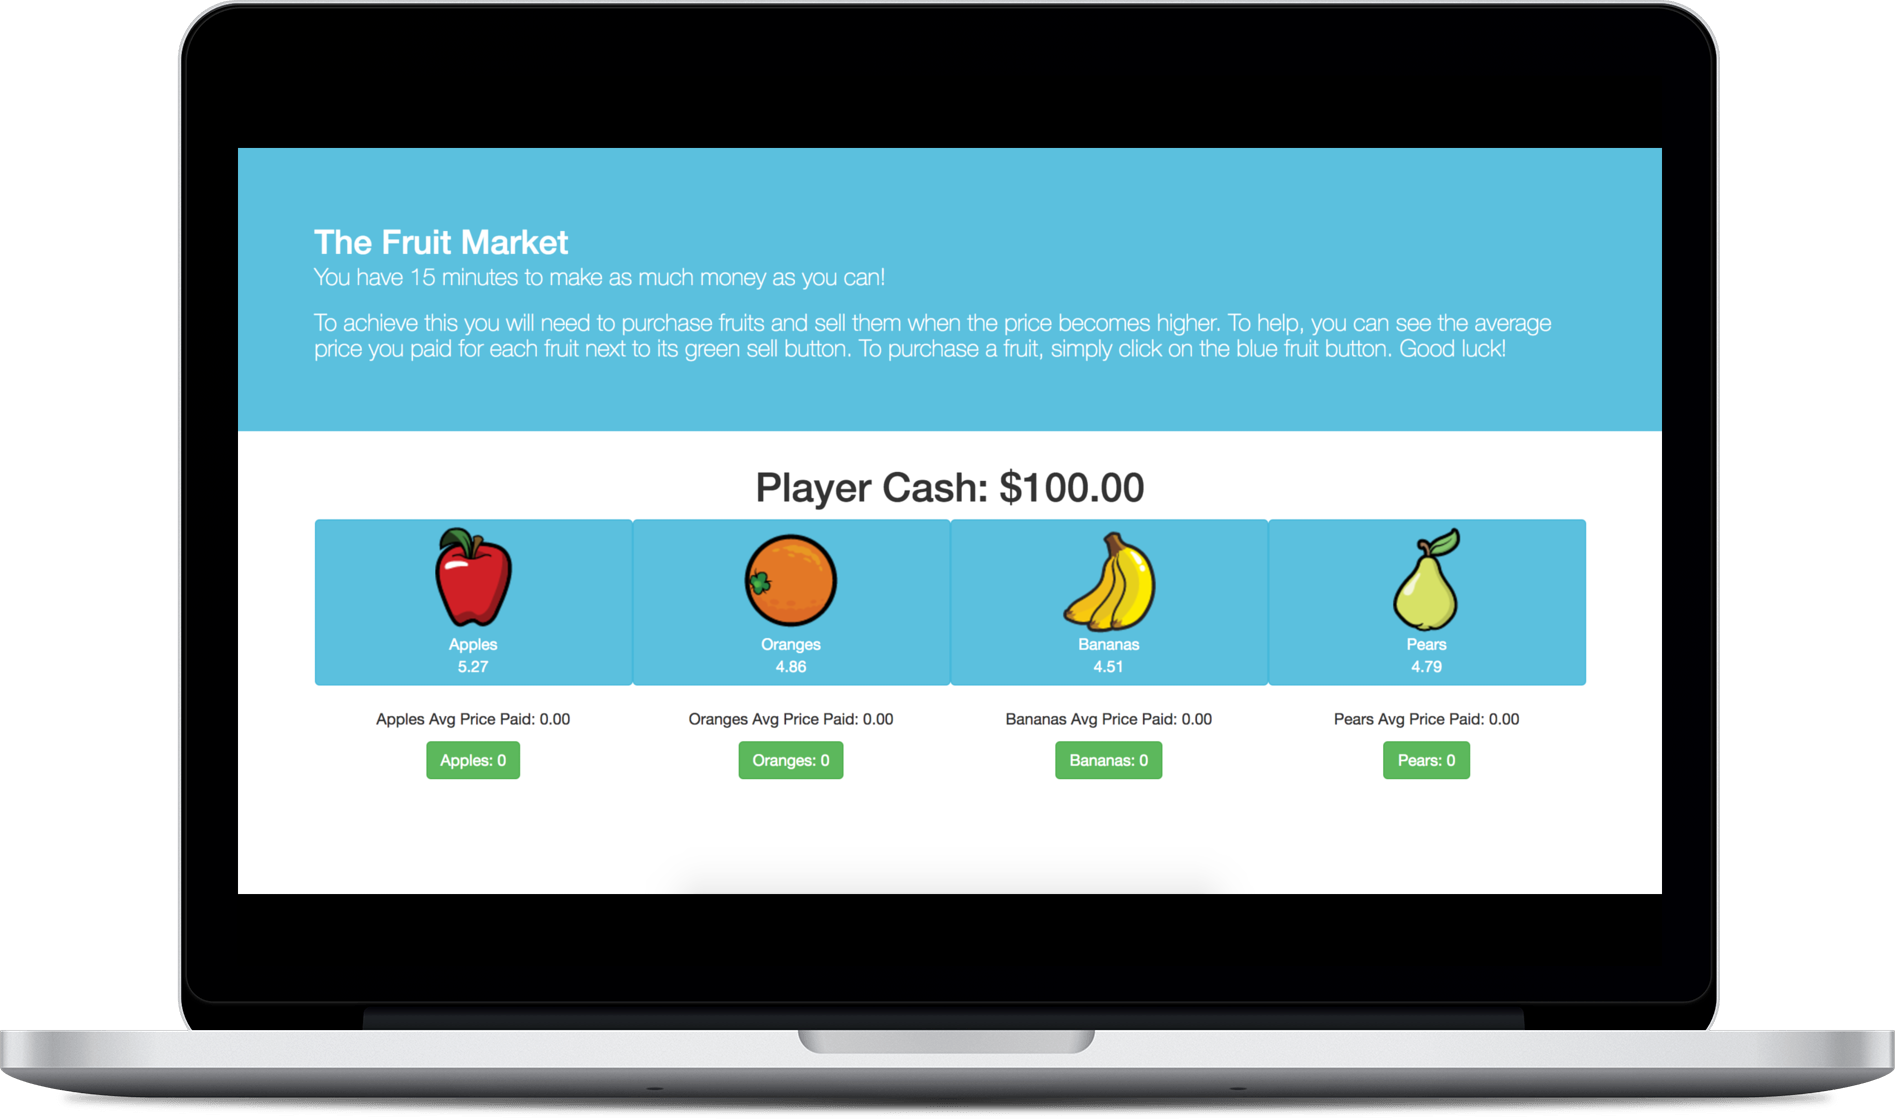 The Fruit Market
You have 15 minutes to make as much money as you can!
To achieve this you will need to purchase fruits and sell them when the price becomes higher. To help, you can see the average
price you paid for each fruit next to its green sell button. To purchase a fruit, simply click on the blue fruit button. Good luck!
Player Cash: $100.00
Apples
5.27
Oranges
4.86
Bananas
4.51
Pears
4.79
Apples Avg Price Paid: 0.00
Oranges Avg Price Paid: 0.00
Bananas Avg Price Paid: 0.00
Pears Avg Price Paid: 0.00
Apples: 0
Oranges: 0
Bananas: 0
Pears: 0